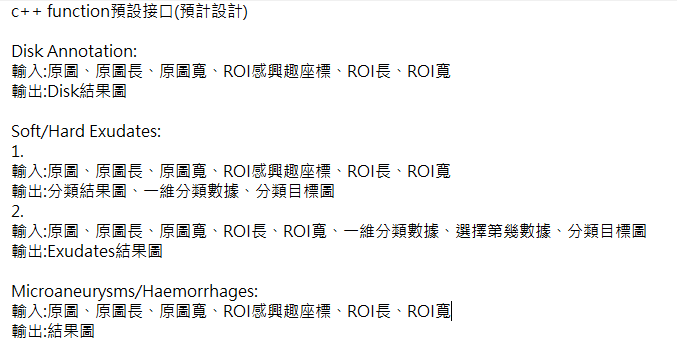 c++ function預設接口(預計設計)
Disk Annotation:
輸入:原圖、原圖長、原圖寬、ROI感興趣座標、ROI長、ROI寬
輸出:Disk結果圖
Soft/Hard Exudates:
1.
輸入:原圖、原圖長、原圖寬、ROI感興趣座標、ROI長、ROI寬
輸出:分類結果圖、一維分類數據、分類目標圖
2.
輸入:原圖、原圖長、原圖寬、ROI長、ROI寬、一維分類數據、選擇第幾數據、分類目標圖
輸出:Exudates結果圖
Microaneurysms/Haemorrhages:
輸入:原圖、原圖長、原圖寬、ROI感興趣座標、ROI長、ROI寬
輸出:結果圖